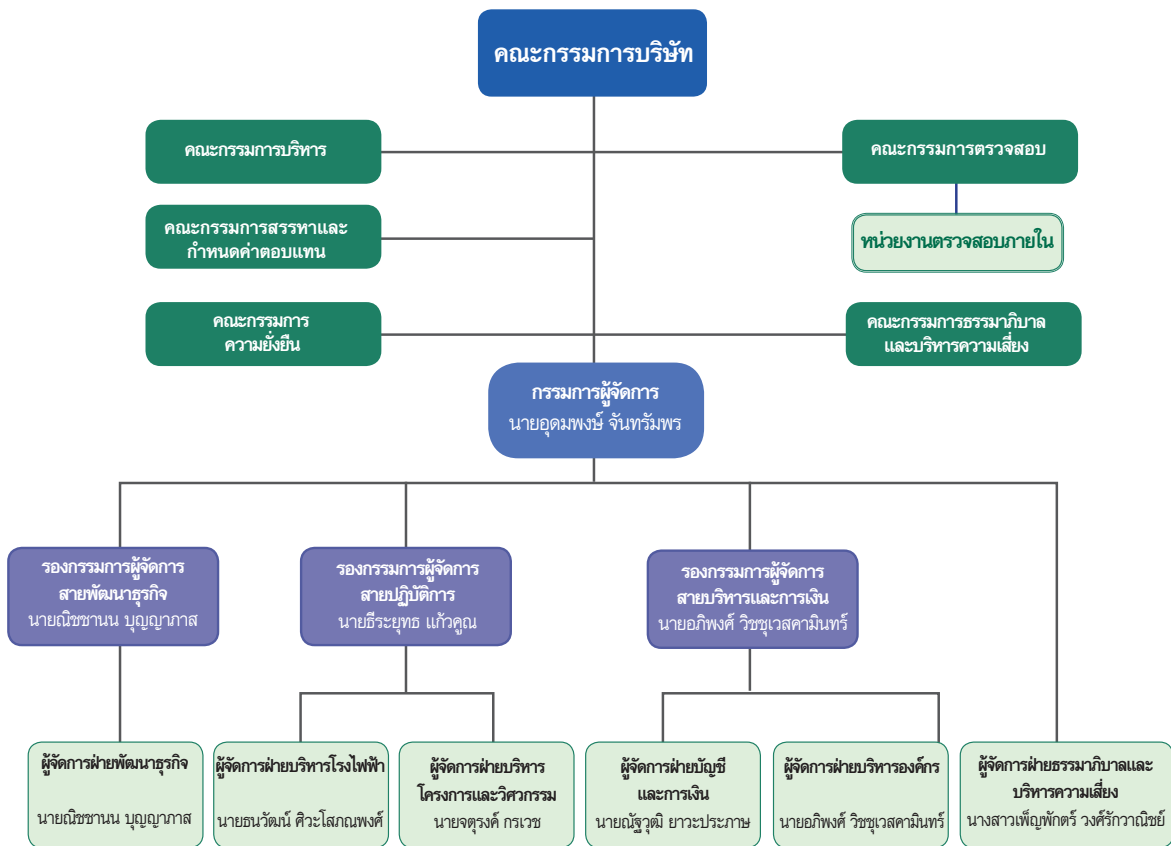 คณะกรรมการบริษัท
คณะกรรมการบริหาร
คณะกรรมการตรวจสอบ
คณะกรรมการสรรหาและ
กำหนดค่าตอบแทน
หน่วยงานตรวจสอบภายใน
คณะกรรมการ
ความยั่งยืน
คณะกรรมการธรรมาภิบาล
และบริหารความเสี่ยง
กรรมการผู้จัดการ
นายอุดมพงษ์ จันทรัมพร
รองกรรมการผู้จัดการ
สายพัฒนาธุรกิจ
นายณิชชานน บุญญาภาส
รองกรรมการผู้จัดการ
สายปฏิบัติการ
นายธีระยุทธ แก้วคูณ
รองกรรมการผู้จัดการ
สายบริหารและการเงิน
นายอภิพงศ์ วิชชุเวสคามินทร์
ผู้จัดการฝ่ายพัฒนาธุรกิจ
นายณิชชานน บุญญาภาส
ผู้จัดการฝ่ายบริหารโรงไฟฟ้า
นายธนวัฒน์ ศิวะโสภณพงศ์
ผู้จัดการฝ่ายบริหาร
โครงการและวิศวกรรม
นายจตุรงค์ กรเวช
ผู้จัดการฝ่ายบัญชี
และการเงิน
นายณัฐวุฒิ ยาวะประภาษ
ผู้จัดการฝ่ายบริหารองค์กร
นายอภิพงศ์ วิชชุเวสคามินทร์
ผู้จัดการฝ่ายธรรมาภิบาลและ
บริหารความเสี่ยง
นางสาวเพ็ญพักตร์ วงศ์รักวาณิชย์